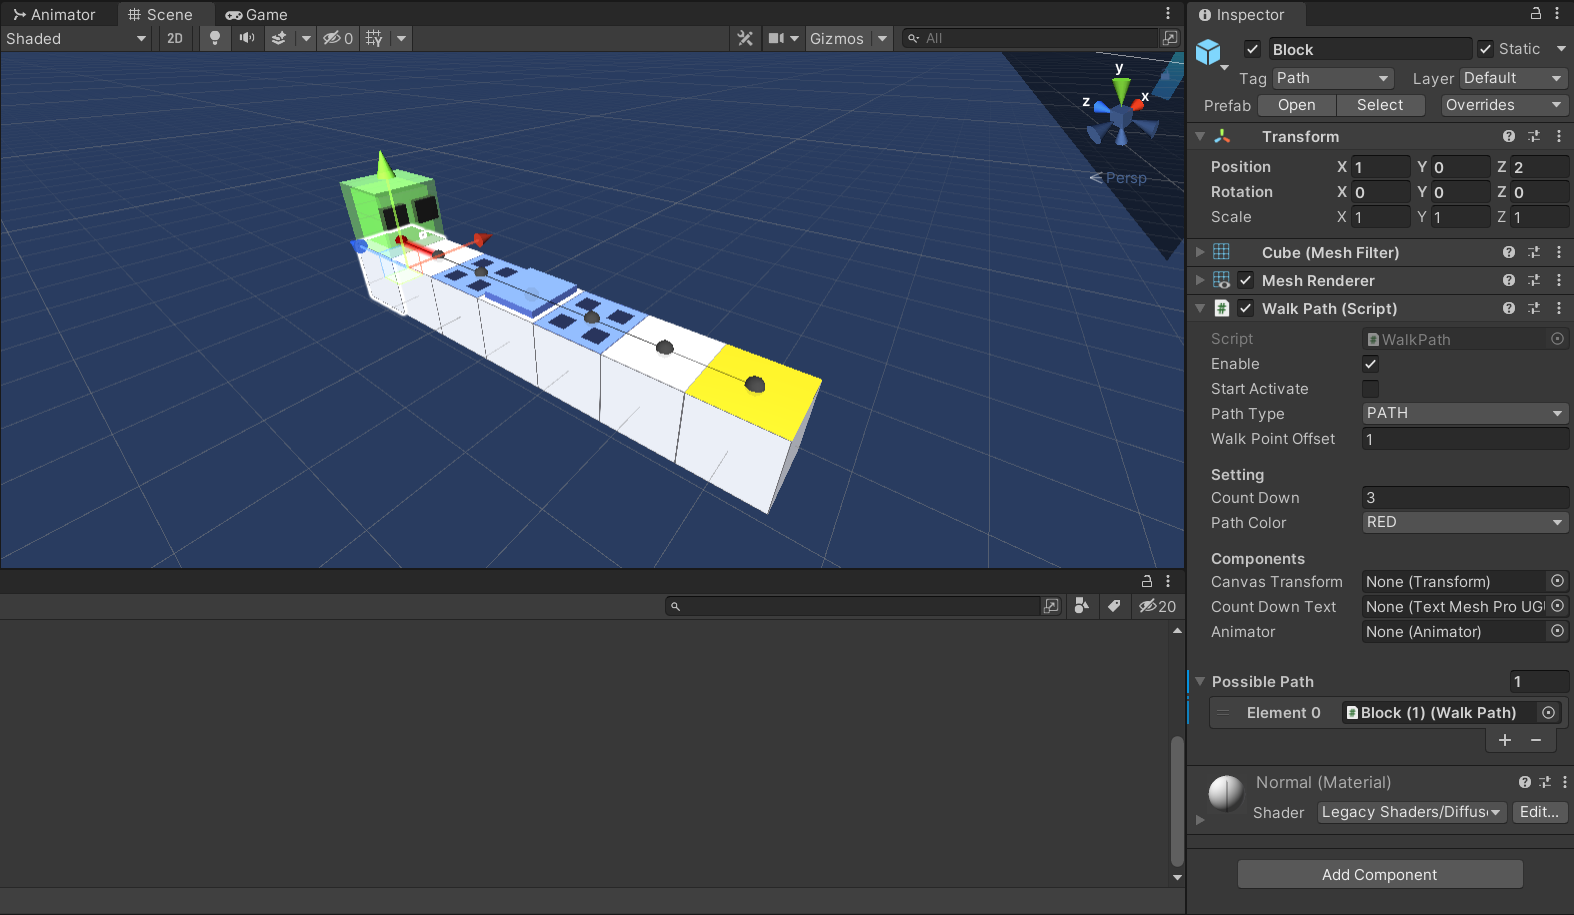 Animator Scene Game
Shaded 2D 0 Gizmos All
y
z x
Persp
20
Inspector
Block Static
Tag Path Layer Default
Prefab Open Select Overrides
Transform
Position X 1 Y 0 Z 2
Rotation X 0 Y 0 Z 0
Scale X 1 Y 1 Z 1
Cube (Mesh Filter)
Mesh Renderer
Walk Path (Script)
Script WalkPath
Enable
Start Activate
Path Type PATH
Walk Point Offset 1
Setting
Count Down 3
Path Color RED
Components
Canvas Transform None (Transform)
Count Down Text None (Text Mesh Pro UGU
Animator None (Animator)
Possible Path 1
Element 0 Block (1) (Walk Path)
+ −
Normal (Material)
Shader Legacy Shaders/Diffus Edit...
Add Component